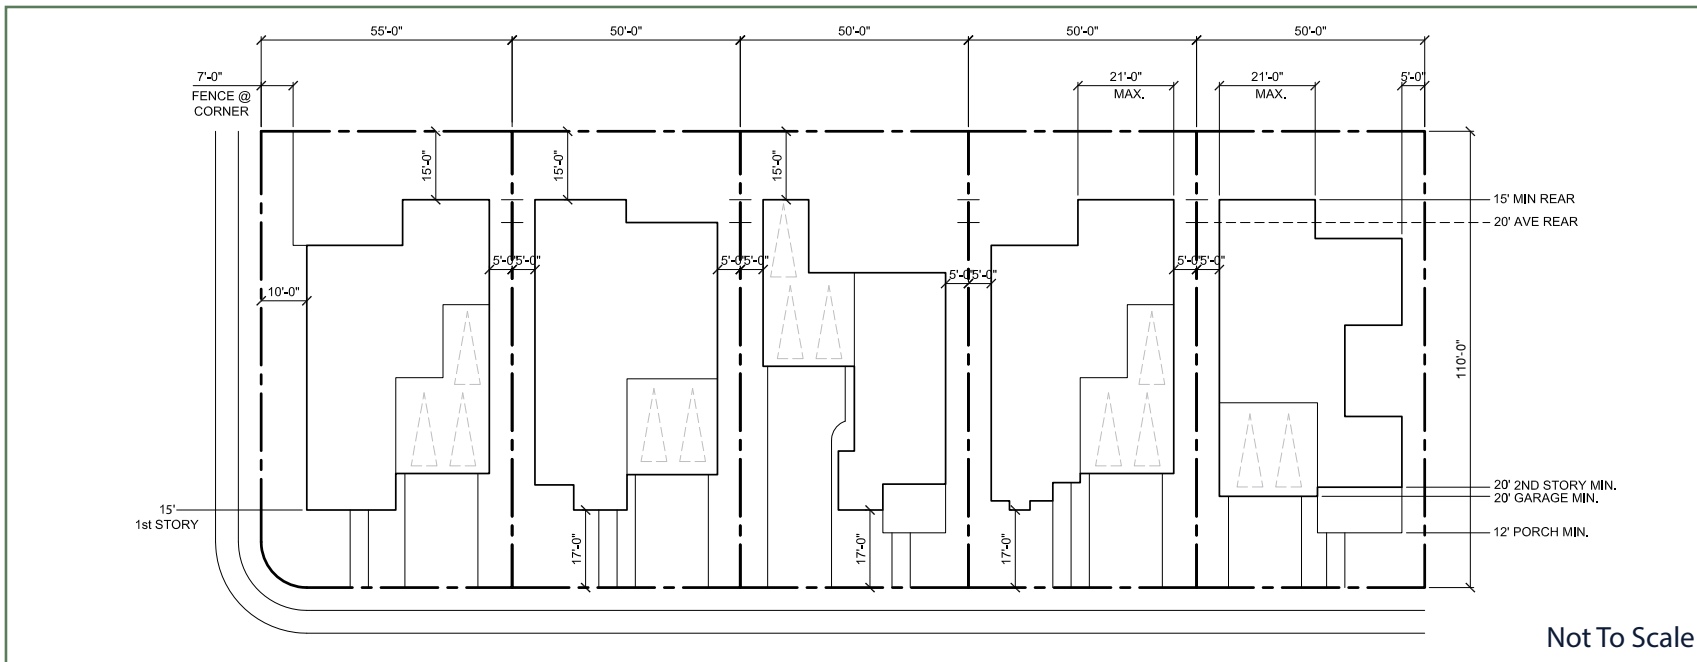 55'-0" 50'-0" 50'-0" 50'-0" 50'-0"
7'-0" 21'-0" 21'-0" 5'-0"
FENCE @ MAX. MAX.
CORNER
15'-0" 15'-0" 15'-0"
15' MIN REAR
20' AVE REAR
5'-0" 5'-0" 5'-0" 5'-0" 5'-0" 5'-0" 5'-0" 5'-0"
10'-0"
110'-0"
20' 2ND STORY MIN.
20' GARAGE MIN.
15'
1st STORY
12' PORCH MIN.
17'-0" 17'-0" 17'-0"
Not To Scale